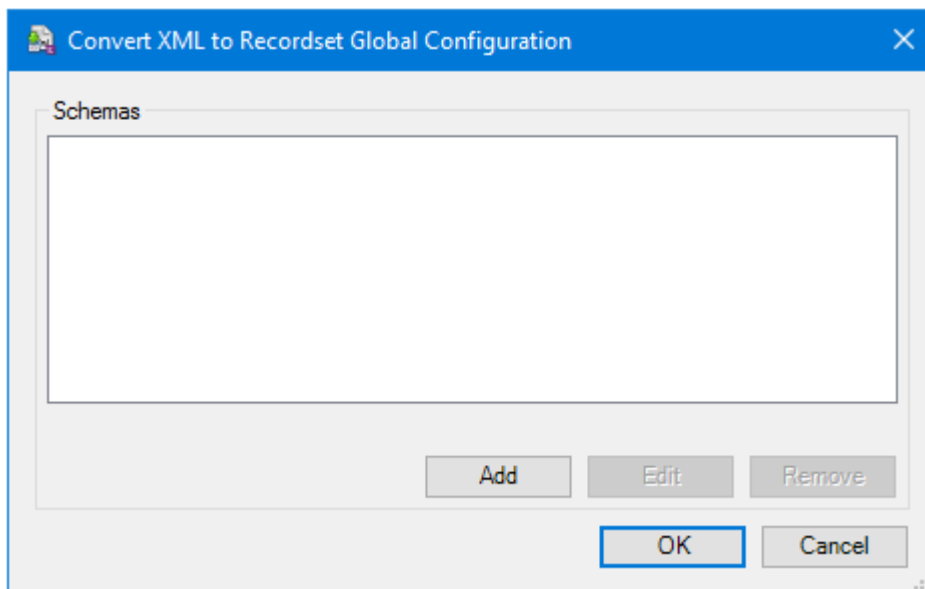 Convert XML to Recordset Global Configuration
Schemas
Add Edit Remove
OK Cancel